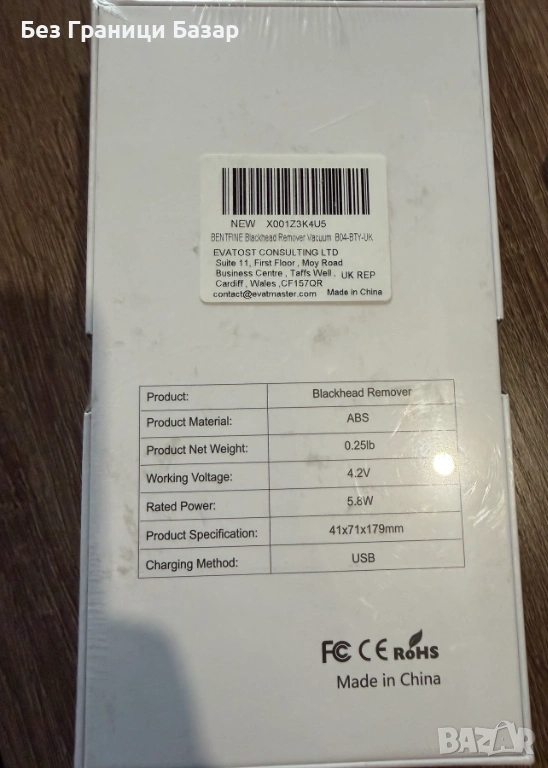 Без Граници Базар
NEW X001Z3K4U5
BENTFINE Blackhead Remover Vacuum B04-BTY-UK
EVATOST CONSULTING LTD
Suite 11, First Floor , Moy Road
Business Centre , Taffs Well , UK REP
Cardiff , Wales ,CF157QR
contact@evatmaster.com Made in China
Product: Blackhead Remover
Product Material: ABS
Product Net Weight: 0.25lb
Working Voltage: 4.2V
Rated Power: 5.8W
Product Specification: 41x71x179mm
Charging Method: USB
FC CE RoHS
Made in China
BAZAR